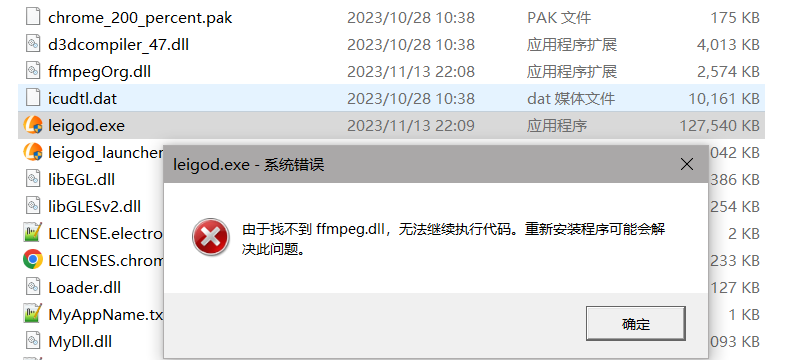 chrome_200_percent.pak 2023/10/28 10:38 PAK 文件 175 KB
d3dcompiler_47.dll 2023/10/28 10:38 应用程序扩展 4,013 KB
ffmpegOrg.dll 2023/11/13 22:08 应用程序扩展 2,574 KB
icudtl.dat 2023/10/28 10:38 dat 媒体文件 10,161 KB
leigod.exe 2023/11/13 22:09 应用程序 127,540 KB
leigod_launcher 042 KB
libEGL.dll 386 KB
libGLESv2.dll 254 KB
LICENSE.electro 2 KB
LICENSES.chrom 233 KB
Loader.dll 127 KB
MyAppName.tx 1 KB
MyDll.dll 093 KB
leigod.exe - 系统错误
由于找不到 ffmpeg.dll，无法继续执行代码。重新安装程序可能会解
决此问题。
确定